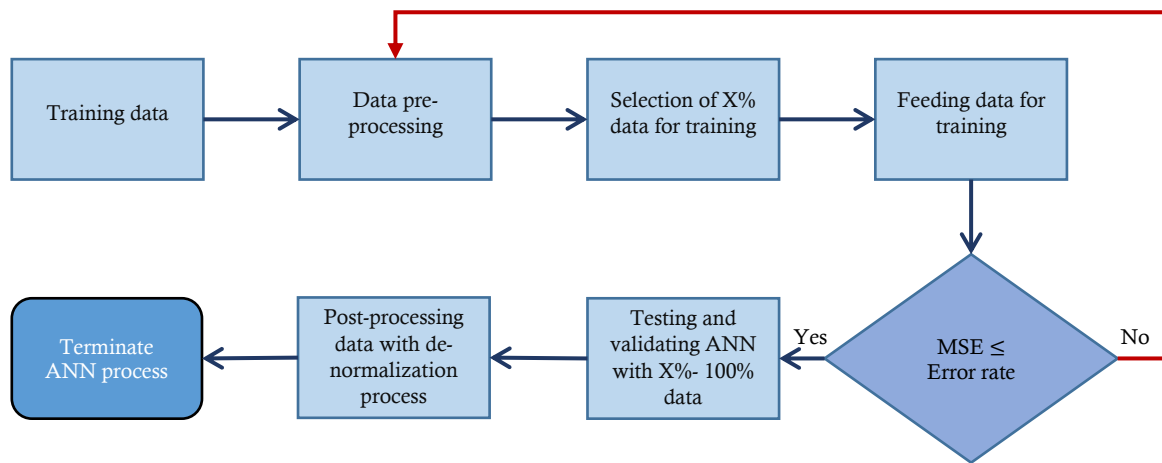 Training data
Data pre-
processing
Selection of X%
data for training
Feeding data for
training
MSE ≤
Error rate
No
Yes
Testing and
validating ANN
with X%- 100%
data
Post-processing
data with de-
normalization
process
Terminate
ANN process